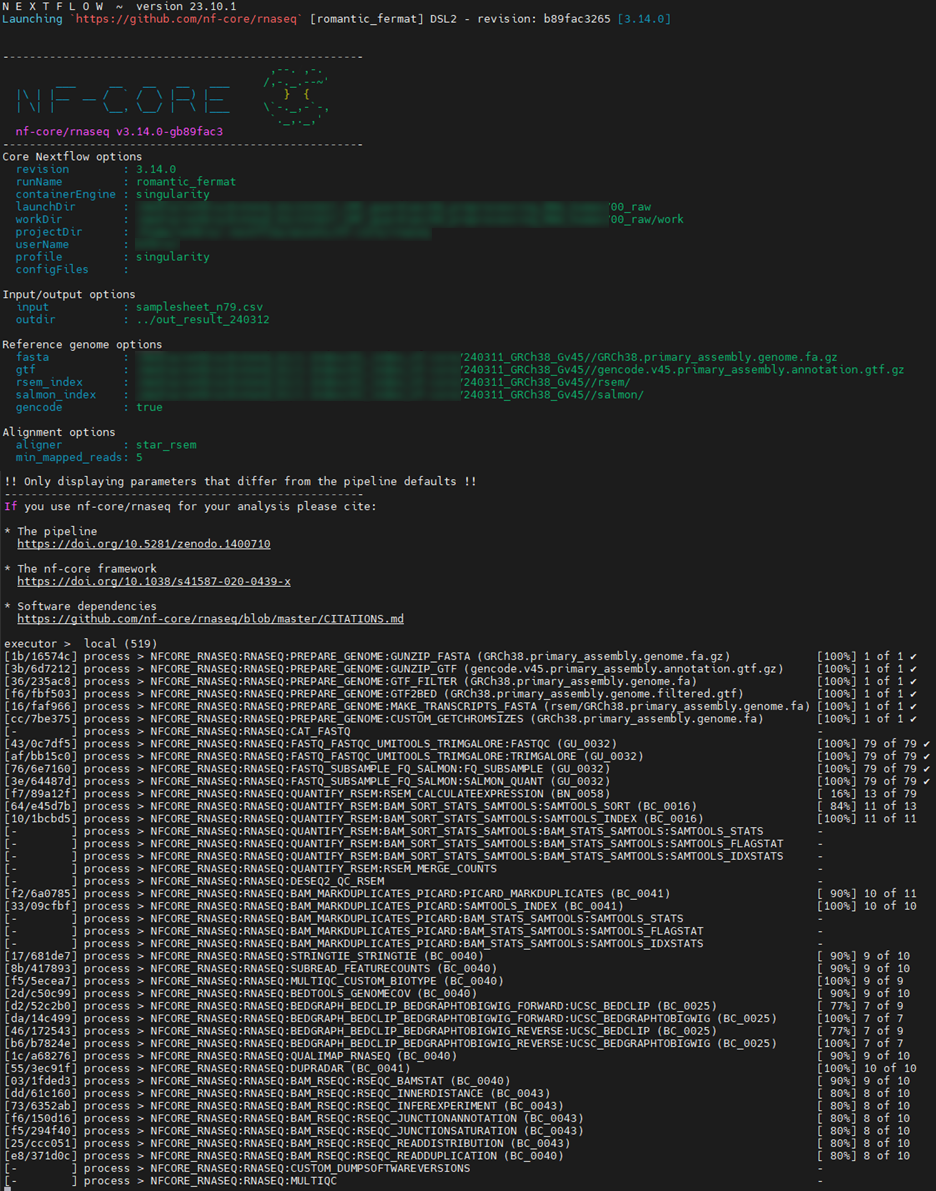 N E X T F L O W  ~  version 23.10.1
Launching `https://github.com/nf-core/rnaseq` [romantic_fermat] DSL2 - revision: b89fac3265 [3.14.0]
------------------------------------------------------
nf-core/rnaseq v3.14.0-gb89fac3
------------------------------------------------------
Core Nextflow options
revision        : 3.14.0
runName         : romantic_fermat
containerEngine : singularity
launchDir       : /00_raw
workDir         : /00_raw/work
projectDir      :
userName        :
profile         : singularity
configFiles     :
Input/output options
input           : samplesheet_n79.csv
outdir          : ../out_result_240312
Reference genome options
fasta           : /240311_GRCh38_Gv45//GRCh38.primary_assembly.genome.fa.gz
gtf             : /240311_GRCh38_Gv45//gencode.v45.primary_assembly.annotation.gtf.gz
rsem_index      : /240311_GRCh38_Gv45//rsem/
salmon_index    : /240311_GRCh38_Gv45//salmon/
gencode         : true
Alignment options
aligner         : star_rsem
min_mapped_reads: 5
!! Only displaying parameters that differ from the pipeline defaults !!
------------------------------------------------------
If you use nf-core/rnaseq for your analysis please cite:
* The pipeline
https://doi.org/10.5281/zenodo.1400710
* The nf-core framework
https://doi.org/10.1038/s41587-020-0439-x
* Software dependencies
https://github.com/nf-core/rnaseq/blob/master/CITATIONS.md
executor >  local (519)
[1b/16574c] process > NFCORE_RNASEQ:RNASEQ:PREPARE_GENOME:GUNZIP_FASTA (GRCh38.primary_assembly.genome.fa.gz) [100%] 1 of 1 ✔
[3b/6d7212] process > NFCORE_RNASEQ:RNASEQ:PREPARE_GENOME:GUNZIP_GTF (gencode.v45.primary_assembly.annotation.gtf.gz) [100%] 1 of 1 ✔
[36/235ac8] process > NFCORE_RNASEQ:RNASEQ:PREPARE_GENOME:GTF_FILTER (GRCh38.primary_assembly.genome.fa) [100%] 1 of 1 ✔
[f6/fbf503] process > NFCORE_RNASEQ:RNASEQ:PREPARE_GENOME:GTF2BED (GRCh38.primary_assembly.genome.filtered.gtf) [100%] 1 of 1 ✔
[16/faf966] process > NFCORE_RNASEQ:RNASEQ:PREPARE_GENOME:MAKE_TRANSCRIPTS_FASTA (rsem/GRCh38.primary_assembly.genome.fa) [100%] 1 of 1 ✔
[cc/7be375] process > NFCORE_RNASEQ:RNASEQ:PREPARE_GENOME:CUSTOM_GETCHROMSIZES (GRCh38.primary_assembly.genome.fa) [100%] 1 of 1 ✔
[-        ] process > NFCORE_RNASEQ:RNASEQ:CAT_FASTQ -
[43/0c7df5] process > NFCORE_RNASEQ:RNASEQ:FASTQ_FASTQC_UMITOOLS_TRIMGALORE:FASTQC (GU_0032) [100%] 79 of 79 ✔
[af/bb15c0] process > NFCORE_RNASEQ:RNASEQ:FASTQ_FASTQC_UMITOOLS_TRIMGALORE:TRIMGALORE (GU_0032) [100%] 79 of 79 ✔
[76/6e7160] process > NFCORE_RNASEQ:RNASEQ:FASTQ_SUBSAMPLE_FQ_SALMON:FQ_SUBSAMPLE (GU_0032) [100%] 79 of 79 ✔
[3e/64487d] process > NFCORE_RNASEQ:RNASEQ:FASTQ_SUBSAMPLE_FQ_SALMON:SALMON_QUANT (GU_0032) [100%] 79 of 79 ✔
[f7/89a12f] process > NFCORE_RNASEQ:RNASEQ:QUANTIFY_RSEM:RSEM_CALCULATEEXPRESSION (BN_0058) [ 16%] 13 of 79
[64/e45d7b] process > NFCORE_RNASEQ:RNASEQ:QUANTIFY_RSEM:BAM_SORT_STATS_SAMTOOLS:SAMTOOLS_SORT (BC_0016) [ 84%] 11 of 13
[10/1bcbd5] process > NFCORE_RNASEQ:RNASEQ:QUANTIFY_RSEM:BAM_SORT_STATS_SAMTOOLS:SAMTOOLS_INDEX (BC_0016) [100%] 11 of 11
[-        ] process > NFCORE_RNASEQ:RNASEQ:QUANTIFY_RSEM:BAM_SORT_STATS_SAMTOOLS:BAM_STATS_SAMTOOLS:SAMTOOLS_STATS -
[-        ] process > NFCORE_RNASEQ:RNASEQ:QUANTIFY_RSEM:BAM_SORT_STATS_SAMTOOLS:BAM_STATS_SAMTOOLS:SAMTOOLS_FLAGSTAT -
[-        ] process > NFCORE_RNASEQ:RNASEQ:QUANTIFY_RSEM:BAM_SORT_STATS_SAMTOOLS:BAM_STATS_SAMTOOLS:SAMTOOLS_IDXSTATS -
[-        ] process > NFCORE_RNASEQ:RNASEQ:QUANTIFY_RSEM:RSEM_MERGE_COUNTS -
[-        ] process > NFCORE_RNASEQ:RNASEQ:DESEQ2_QC_RSEM -
[f2/6a0785] process > NFCORE_RNASEQ:RNASEQ:BAM_MARKDUPLICATES_PICARD:PICARD_MARKDUPLICATES (BC_0041) [ 90%] 10 of 11
[33/09cfbf] process > NFCORE_RNASEQ:RNASEQ:BAM_MARKDUPLICATES_PICARD:SAMTOOLS_INDEX (BC_0041) [100%] 10 of 10
[-        ] process > NFCORE_RNASEQ:RNASEQ:BAM_MARKDUPLICATES_PICARD:BAM_STATS_SAMTOOLS:SAMTOOLS_STATS -
[-        ] process > NFCORE_RNASEQ:RNASEQ:BAM_MARKDUPLICATES_PICARD:BAM_STATS_SAMTOOLS:SAMTOOLS_FLAGSTAT -
[-        ] process > NFCORE_RNASEQ:RNASEQ:BAM_MARKDUPLICATES_PICARD:BAM_STATS_SAMTOOLS:SAMTOOLS_IDXSTATS -
[17/681de7] process > NFCORE_RNASEQ:RNASEQ:STRINGTIE_STRINGTIE (BC_0040) [ 90%] 9 of 10
[8b/417893] process > NFCORE_RNASEQ:RNASEQ:SUBREAD_FEATURECOUNTS (BC_0040) [ 90%] 9 of 10
[f5/5ecea7] process > NFCORE_RNASEQ:RNASEQ:MULTIQC_CUSTOM_BIOTYPE (BC_0040) [100%] 9 of 9
[2d/c50c99] process > NFCORE_RNASEQ:RNASEQ:BEDTOOLS_GENOMECOV (BC_0040) [ 90%] 9 of 10
[d2/52c2b0] process > NFCORE_RNASEQ:RNASEQ:BEDGRAPH_BEDCLIP_BEDGRAPHTOBIGWIG_FORWARD:UCSC_BEDCLIP (BC_0025) [ 77%] 7 of 9
[da/14c499] process > NFCORE_RNASEQ:RNASEQ:BEDGRAPH_BEDCLIP_BEDGRAPHTOBIGWIG_FORWARD:UCSC_BEDGRAPHTOBIGWIG (BC_0025) [100%] 7 of 7
[46/172543] process > NFCORE_RNASEQ:RNASEQ:BEDGRAPH_BEDCLIP_BEDGRAPHTOBIGWIG_REVERSE:UCSC_BEDCLIP (BC_0025) [ 77%] 7 of 9
[b6/b7824e] process > NFCORE_RNASEQ:RNASEQ:BEDGRAPH_BEDCLIP_BEDGRAPHTOBIGWIG_REVERSE:UCSC_BEDGRAPHTOBIGWIG (BC_0025) [100%] 7 of 7
[1c/a68276] process > NFCORE_RNASEQ:RNASEQ:QUALIMAP_RNASEQ (BC_0040) [ 90%] 9 of 10
[55/3ec91f] process > NFCORE_RNASEQ:RNASEQ:DUPRADAR (BC_0041) [100%] 10 of 10
[03/1fded3] process > NFCORE_RNASEQ:RNASEQ:BAM_RSEQC:RSEQC_BAMSTAT (BC_0040) [ 90%] 9 of 10
[dd/61c160] process > NFCORE_RNASEQ:RNASEQ:BAM_RSEQC:RSEQC_INNERDISTANCE (BC_0043) [ 80%] 8 of 10
[73/6352ab] process > NFCORE_RNASEQ:RNASEQ:BAM_RSEQC:RSEQC_INFEREXPERIMENT (BC_0043) [ 80%] 8 of 10
[f6/150d16] process > NFCORE_RNASEQ:RNASEQ:BAM_RSEQC:RSEQC_JUNCTIONANNOTATION (BC_0043) [ 80%] 8 of 10
[f5/294f40] process > NFCORE_RNASEQ:RNASEQ:BAM_RSEQC:RSEQC_JUNCTIONSATURATION (BC_0043) [ 80%] 8 of 10
[25/ccc051] process > NFCORE_RNASEQ:RNASEQ:BAM_RSEQC:RSEQC_READDISTRIBUTION (BC_0043) [ 80%] 8 of 10
[e8/371d0c] process > NFCORE_RNASEQ:RNASEQ:BAM_RSEQC:RSEQC_READDUPLICATION (BC_0040) [ 80%] 8 of 10
[-        ] process > NFCORE_RNASEQ:RNASEQ:CUSTOM_DUMPSOFTWAREVERSIONS -
[-        ] process > NFCORE_RNASEQ:RNASEQ:MULTIQC -